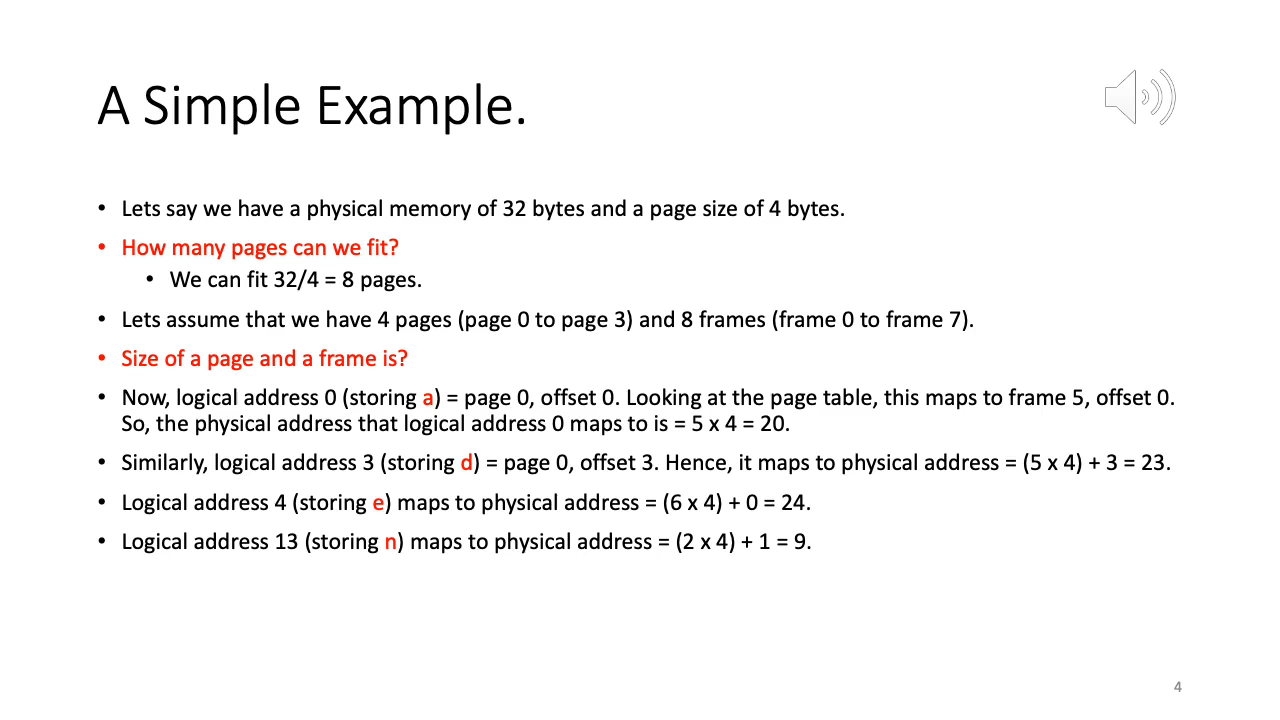 A Simple Example.
• Lets say we have a physical memory of 32 bytes and a page size of 4 bytes.
• How many pages can we fit?
• We can fit 32/4 = 8 pages.
• Lets assume that we have 4 pages (page 0 to page 3) and 8 frames (frame 0 to frame 7).
• Size of a page and a frame is?
• Now, logical address 0 (storing a) = page 0, offset 0. Looking at the page table, this maps to frame 5, offset 0.
So, the physical address that logical address 0 maps to is = 5 x 4 = 20.
• Similarly, logical address 3 (storing d) = page 0, offset 3. Hence, it maps to physical address = (5 x 4) + 3 = 23.
• Logical address 4 (storing e) maps to physical address = (6 x 4) + 0 = 24.
• Logical address 13 (storing n) maps to physical address = (2 x 4) + 1 = 9.
4